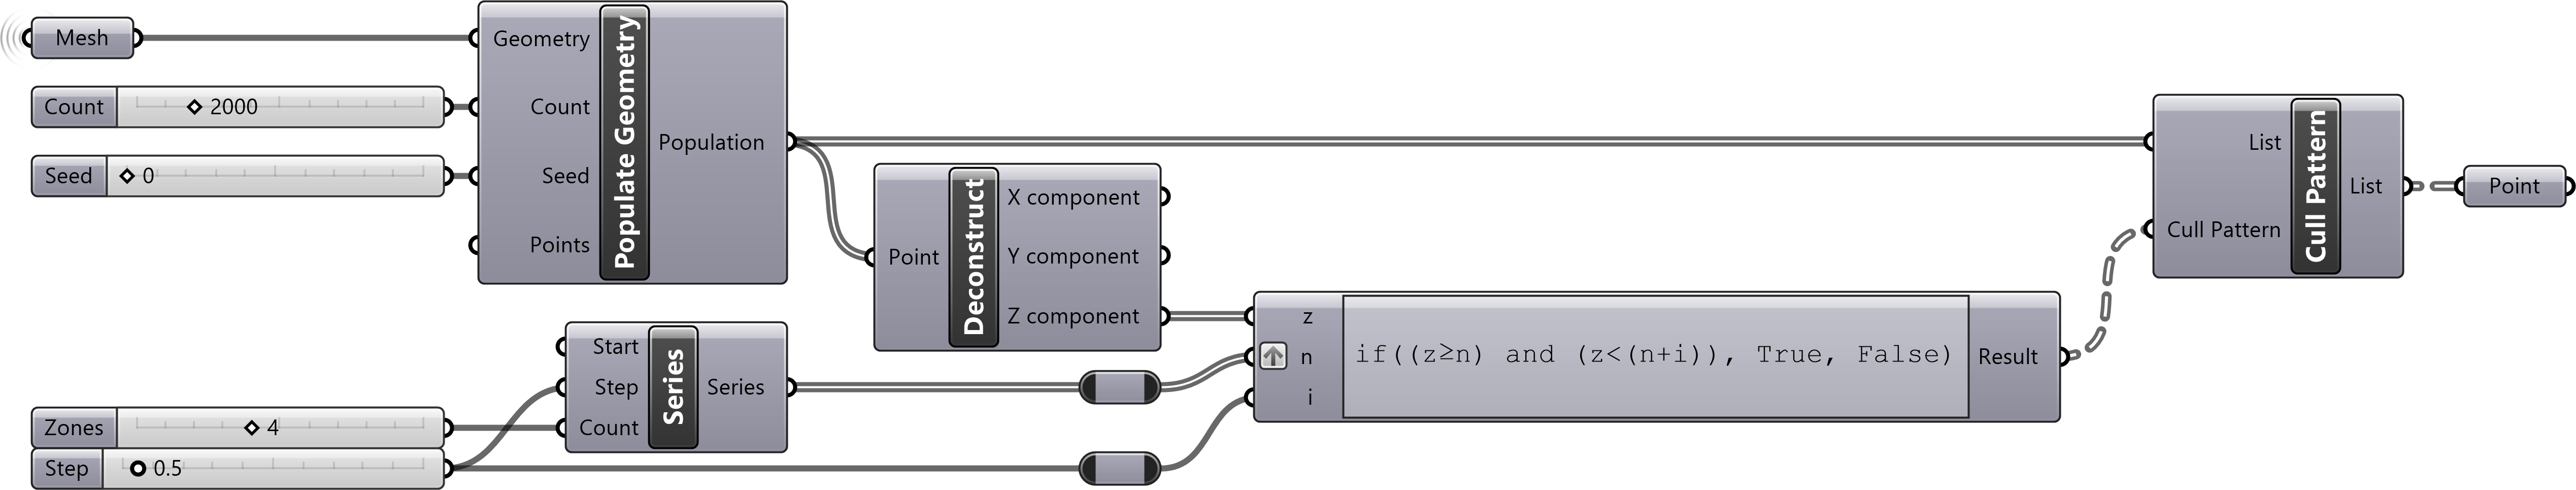 Mesh
Count 2000
Seed 0
Geometry
Count
Seed
Points
Populate Geometry
Population
Point
Deconstruct
X component
Y component
Z component
Zones 4
Step 0.5
Start
Step
Count
Series
Series
z
n
i
if((z≥n) and (z<(n+i)), True, False)
Result
List
Cull Pattern
Cull Pattern
List
Point